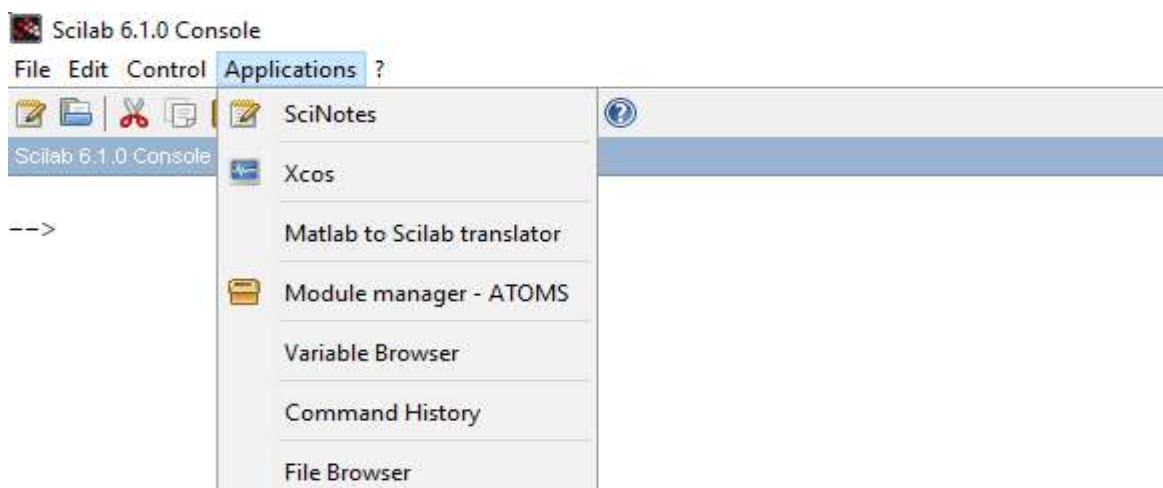 Scilab 6.1.0 Console
File Edit Control Applications ?
Scilab 6.1.0 Console
-->
SciNotes
Xcos
Matlab to Scilab translator
Module manager - ATOMS
Variable Browser
Command History
File Browser